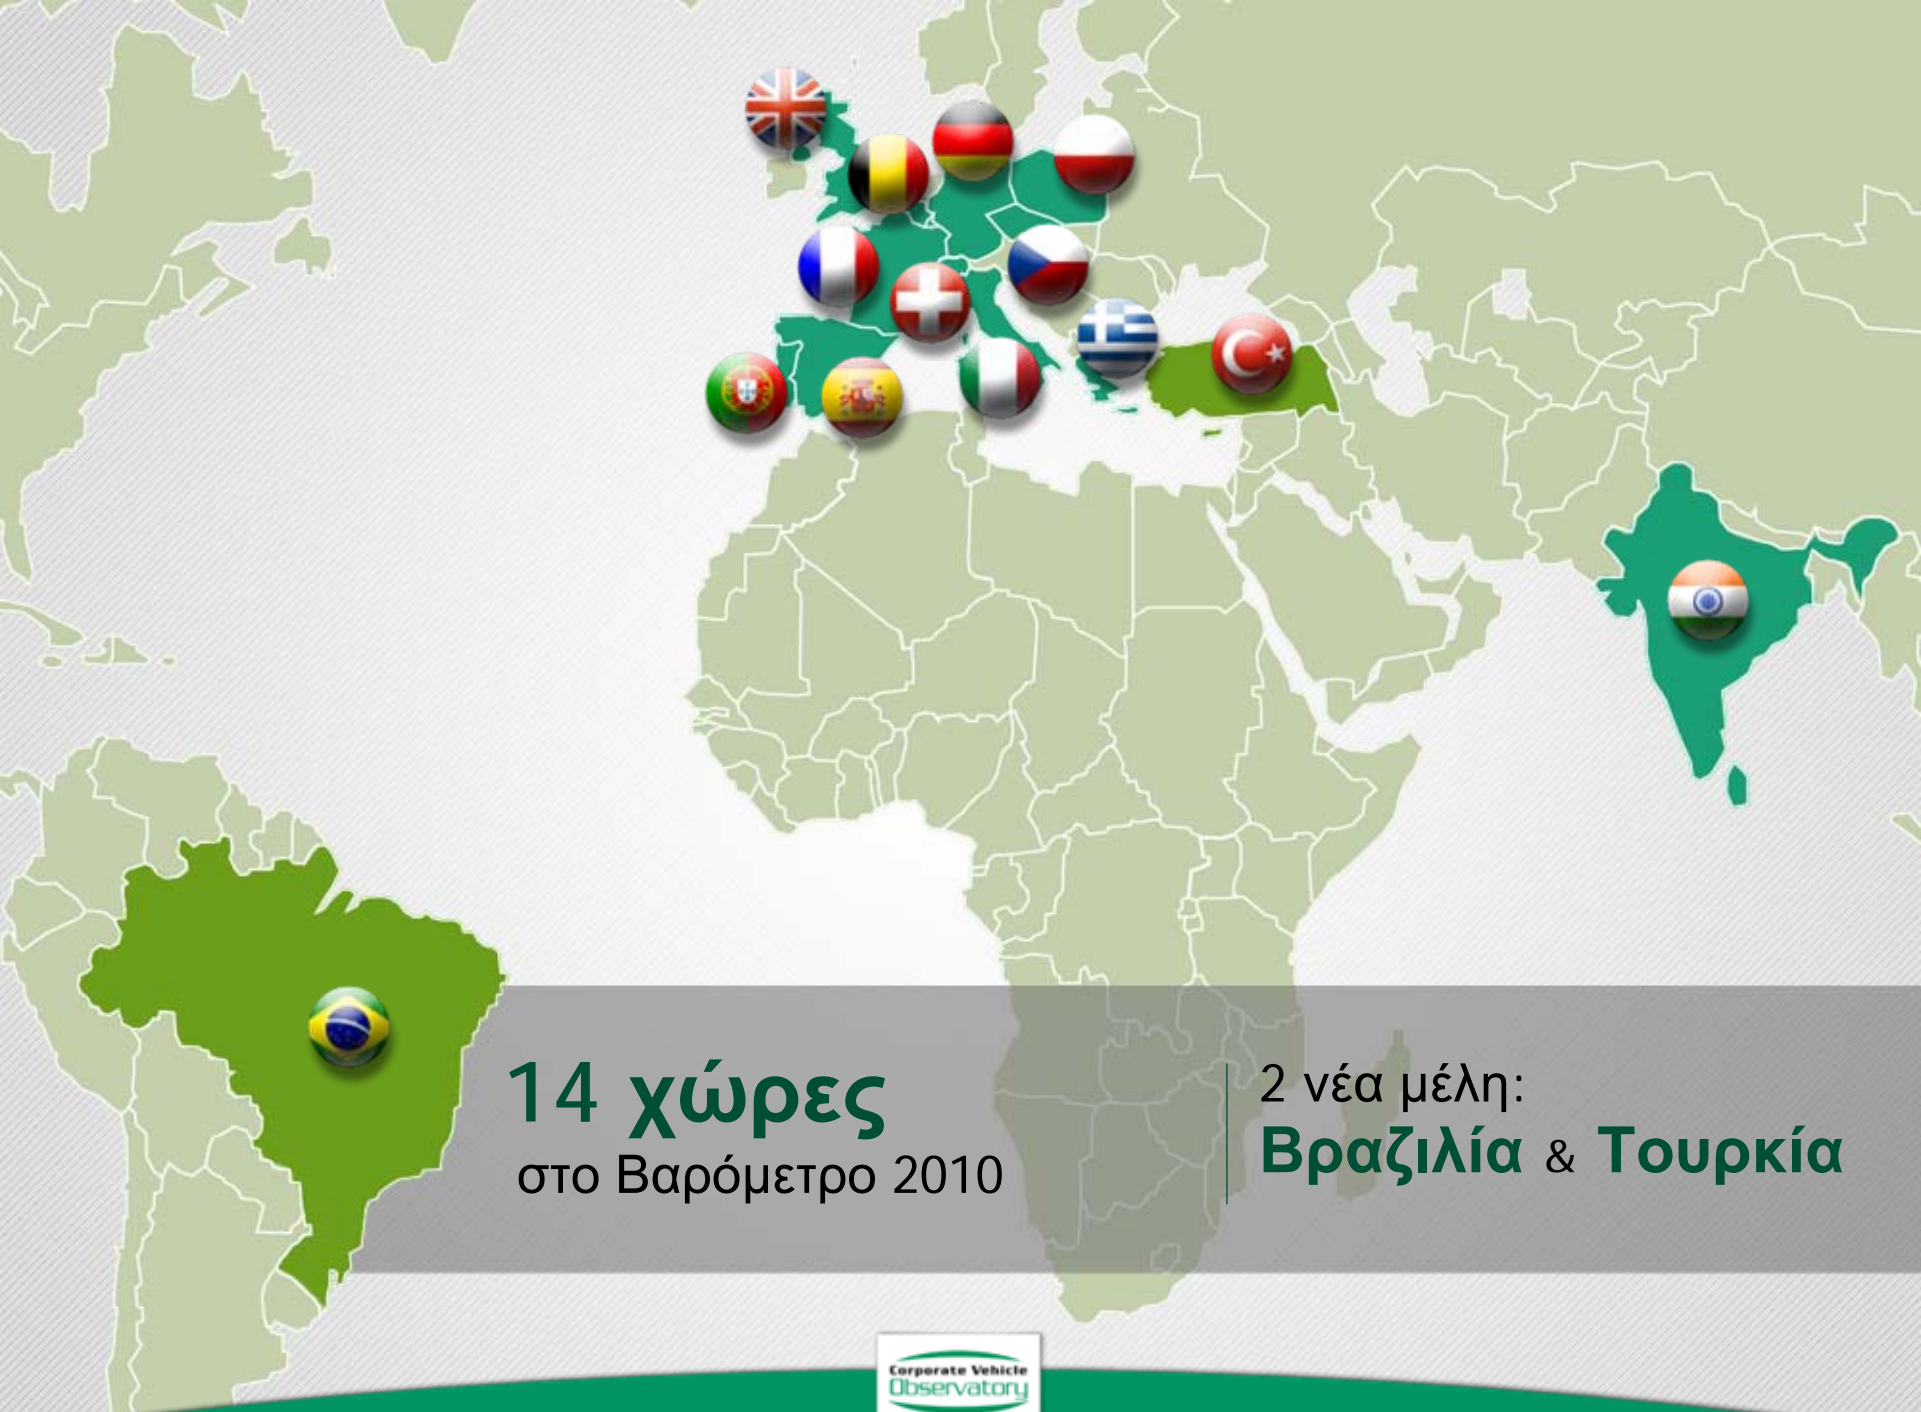 14 χώρες
στο Βαρόμετρο 2010
2 νέα μέλη:
Βραζιλία & Τουρκία
Corporate Vehicle
Observatory